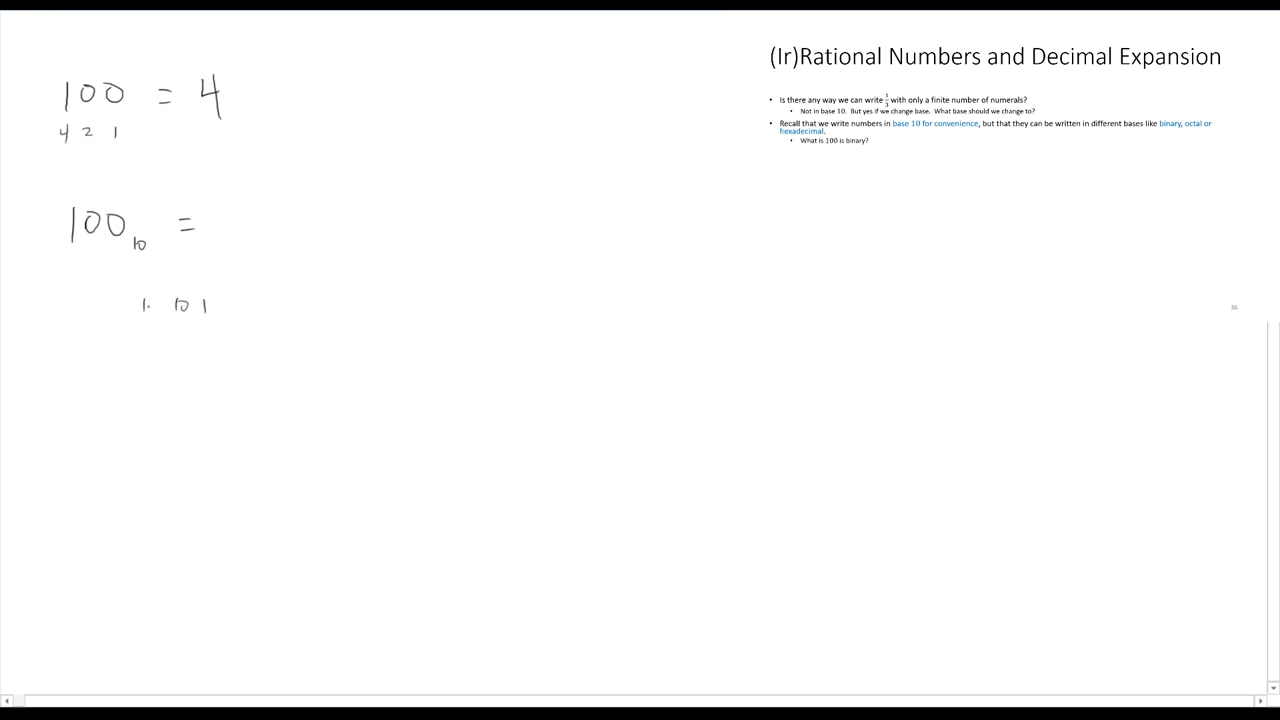 (Ir)Rational Numbers and Decimal Expansion
• Is there any way we can write 1/3 with only a finite number of numerals?
• Not in base 10. But yes if we change base. What base should we change to?
• Recall that we write numbers in base 10 for convenience, but that they can be written in different bases like binary, octal or
hexadecimal.
• What is 100 is binary?
100 = 4
4 2 1
100₁₀ =
1. 10 1
36